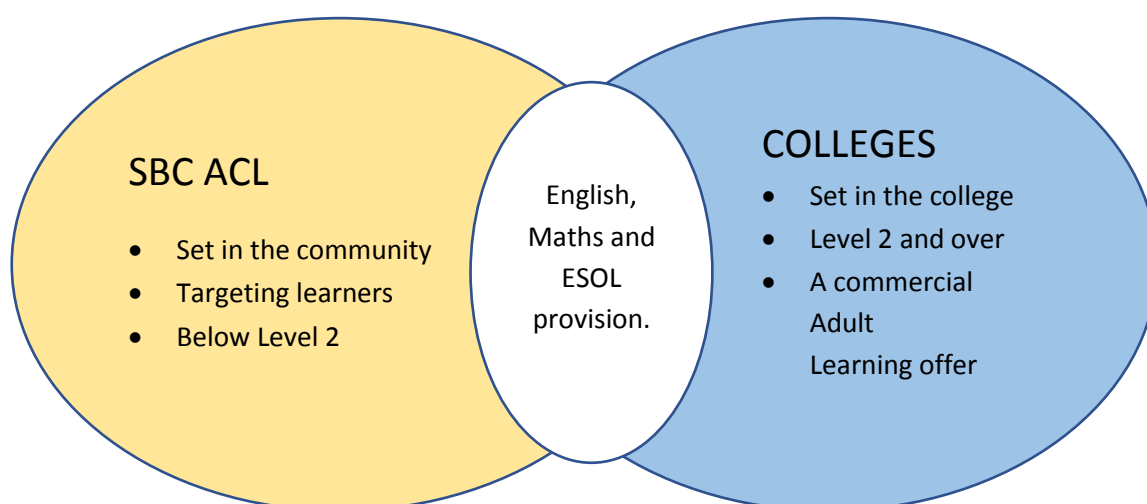 SBC ACL
• Set in the community
• Targeting learners
• Below Level 2
English,
Maths and
ESOL
provision.
COLLEGES
• Set in the college
• Level 2 and over
• A commercial
Adult
Learning offer